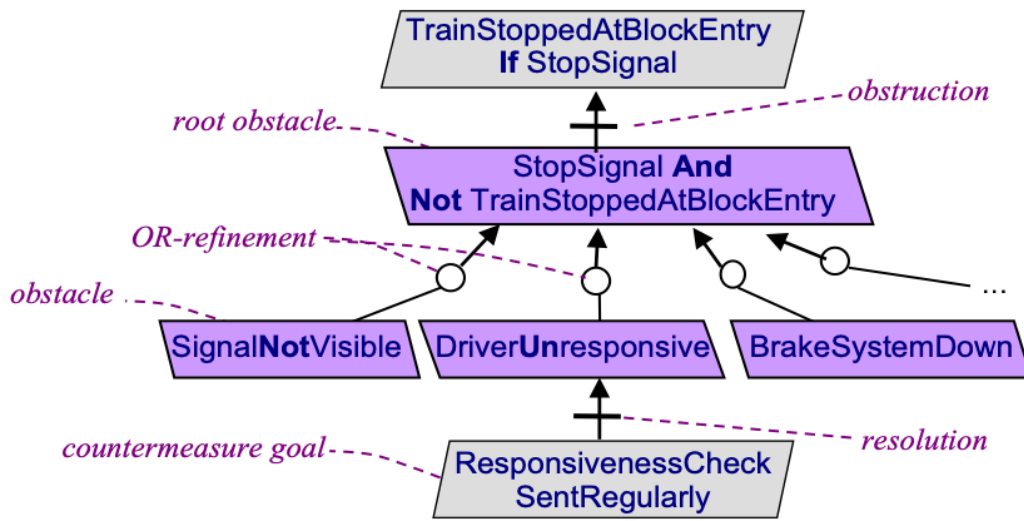 TrainStoppedAtBlockEntry
If StopSignal
obstruction
root obstacle
StopSignal And
Not TrainStoppedAtBlockEntry
OR-refinement
obstacle
...
SignalNotVisible
DriverUnresponsive
BrakeSystemDown
countermeasure goal
resolution
ResponsivenessCheck
SentRegularly